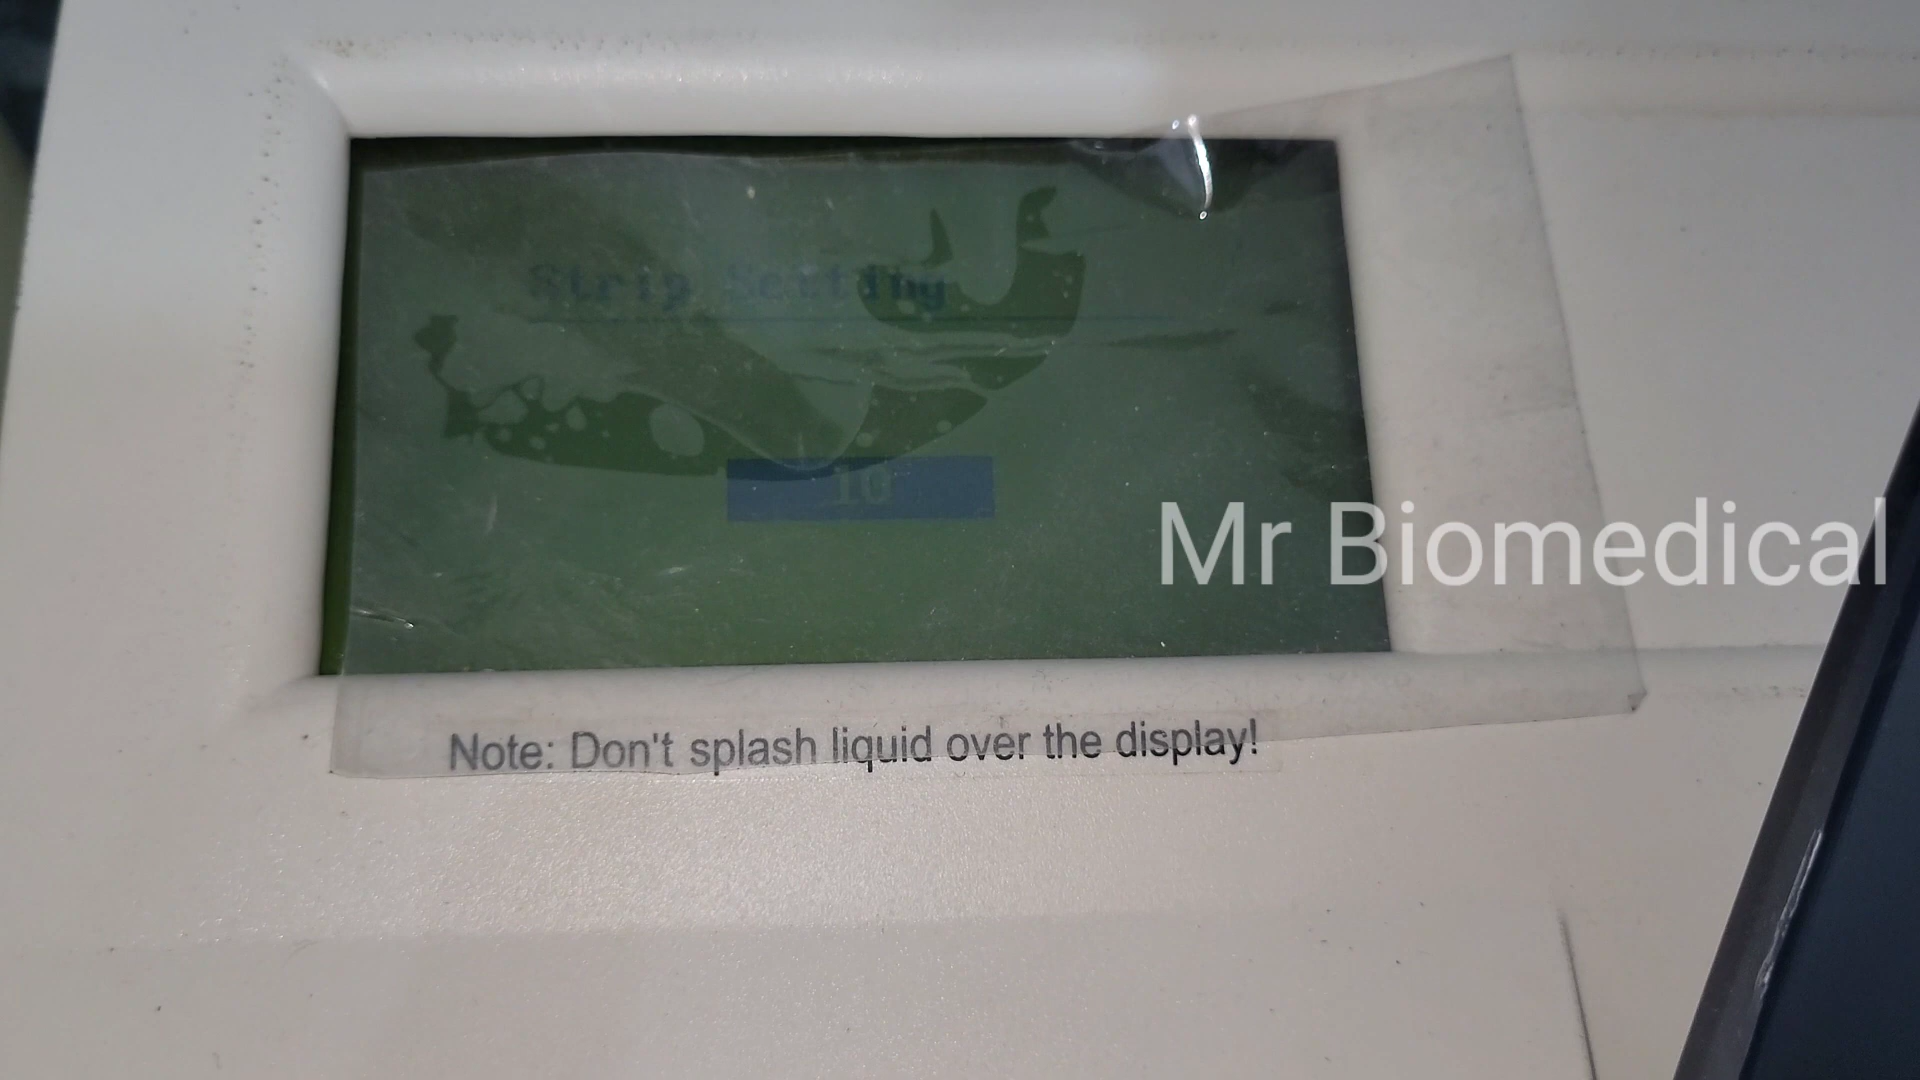 Strip Setting
10
Mr Biomedical
Note: Don't splash liquid over the display!